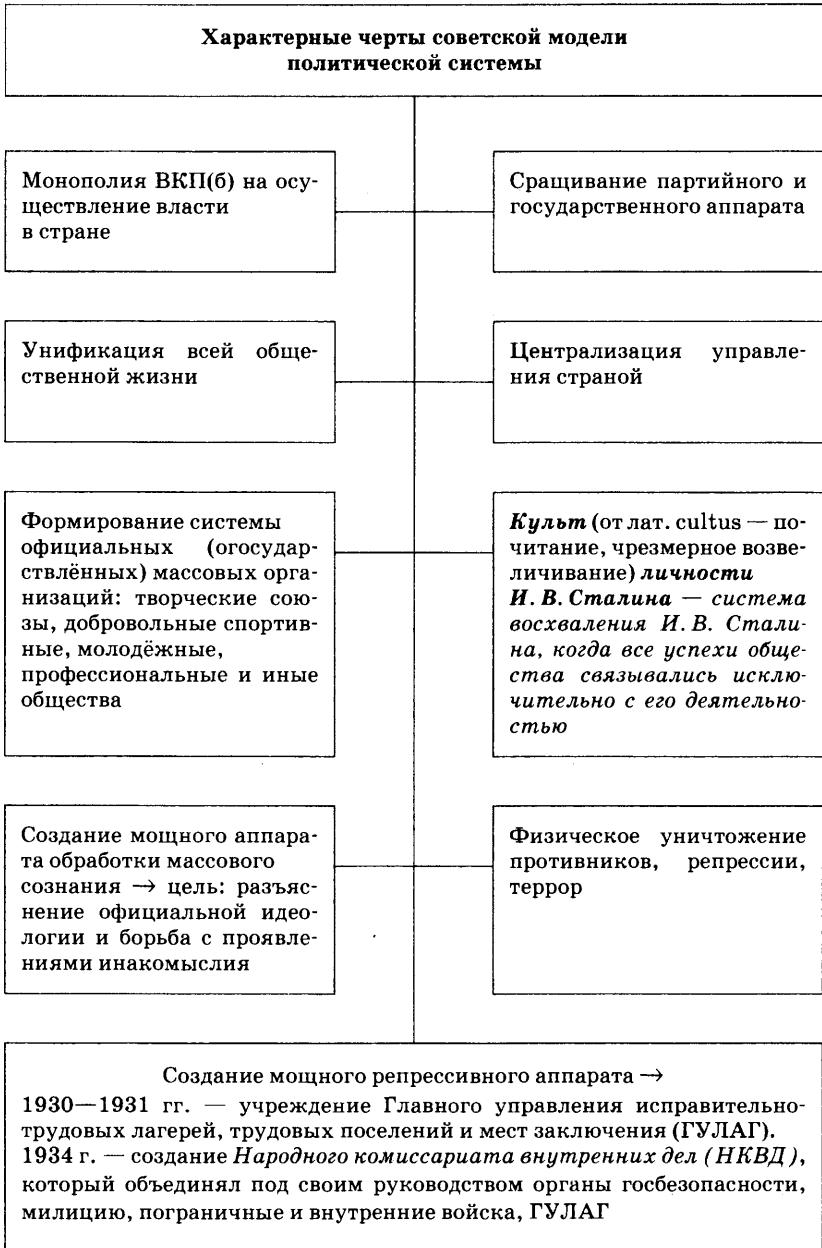 Характерные черты советской модели
политической системы
Монополия ВКП(б) на осу-
ществление власти
в стране
Сращивание партийного и
государственного аппарата
Унификация всей обще-
ственной жизни
Централизация управле-
ния страной
Формирование системы
официальных (огосудар-
ствлённых) массовых орга-
низаций: творческие сою-
зы, добровольные спортив-
ные, молодёжные,
профессиональные и иные
общества
Культ (от лат. cultus — по-
читание, чрезмерное возве-
личивание) личности
И. В. Сталина — система
восхваления И. В. Стали-
на, когда все успехи обще-
ства связывались исклю-
чительно с его деятельно-
стью
Создание мощного аппара-
та обработки массового
сознания → цель: разъяс-
нение официальной идео-
логии и борьба с проявле-
ниями инакомыслия
Физическое уничтожение
противников, репрессии,
террор
Создание мощного репрессивного аппарата →
1930—1931 гг. — учреждение Главного управления исправительно-
трудовых лагерей, трудовых поселений и мест заключения (ГУЛАГ).
1934 г. — создание Народного комиссариата внутренних дел (НКВД),
который объединял под своим руководством органы госбезопасности,
милицию, пограничные и внутренние войска, ГУЛАГ